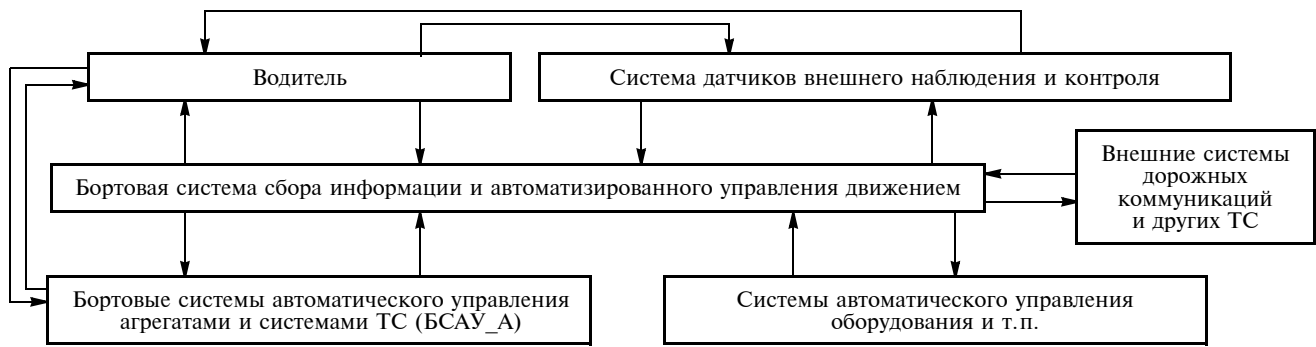 Водитель
Система датчиков внешнего наблюдения и контроля
Бортовая система сбора информации и автоматизированного управления движением
Внешние системы
дорожных
коммуникаций
и других ТС
Бортовые системы автоматического управления
агрегатами и системами ТС (БСАУ_А)
Системы автоматического управления
оборудования и т.п.